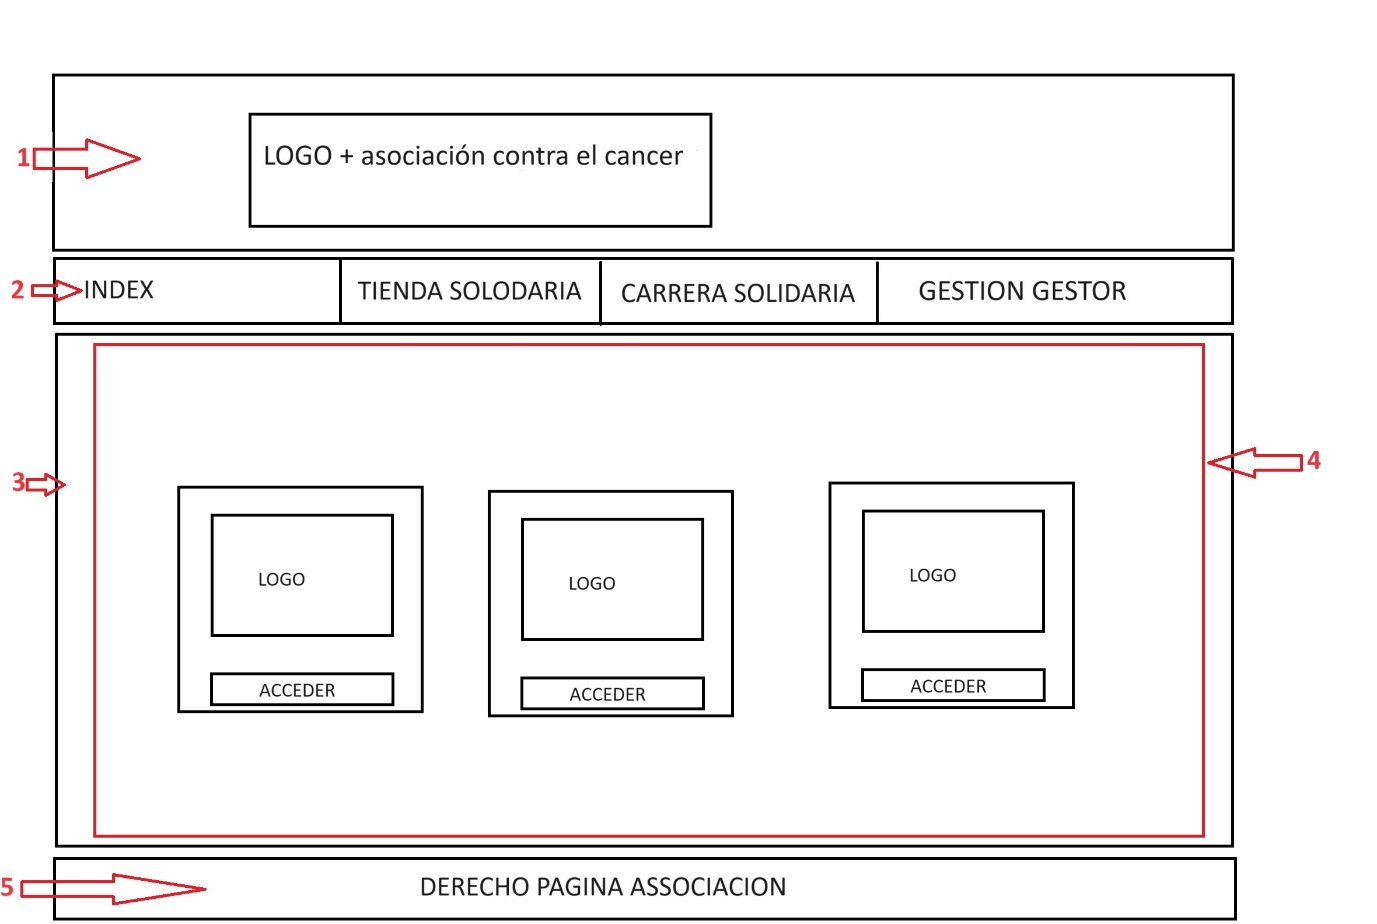 1
LOGO + asociación contra el cancer
2
INDEX
TIENDA SOLODARIA
CARRERA SOLIDARIA
GESTION GESTOR
3
4
LOGO
ACCEDER
LOGO
ACCEDER
LOGO
ACCEDER
5
DERECHO PAGINA ASSOCIACION